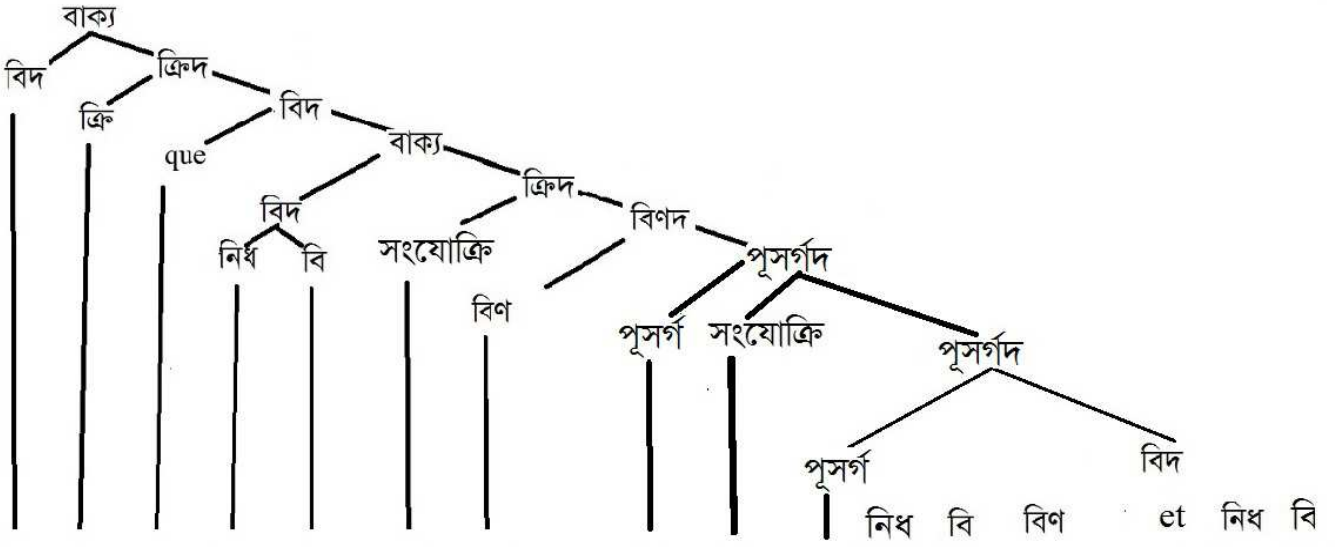 বাক্য
বিদ ক্রিদ
ক্রি বিদ
que বাক্য
বিদ ক্রিদ
নিধ বি সংযোক্রি বিণদ
বিণ পূসর্গদ
পূসর্গ সংযোক্রি পূসর্গদ
পূসর্গ বিদ
নিধ বি বিণ et নিধ বি